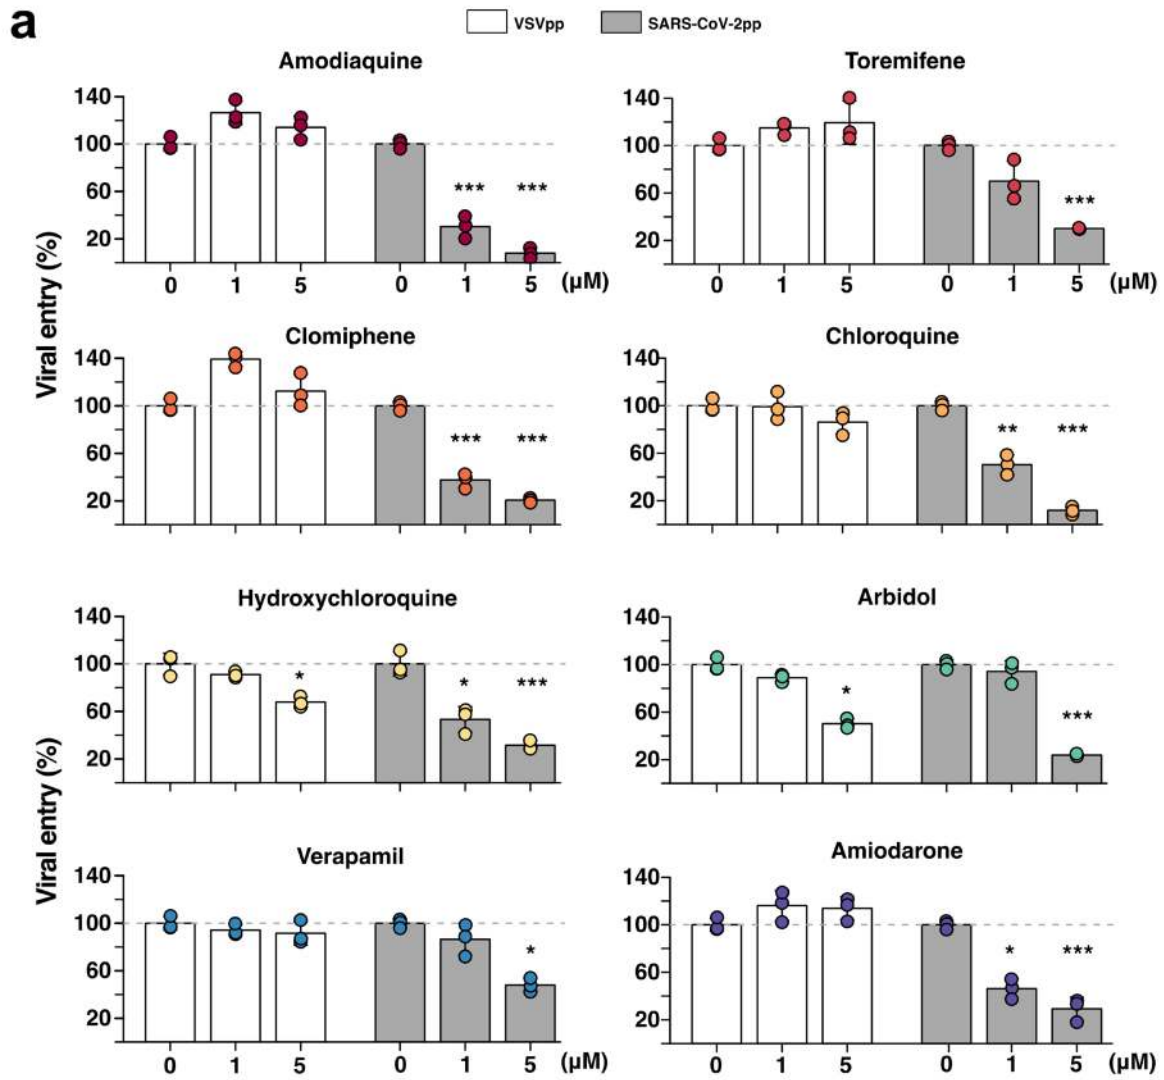 a
VSVpp SARS-CoV-2pp
Amodiaquine Toremifene
Viral entry (%)
140 140
100 100
60 *** *** 60 ***
20 20
0 1 5 0 1 5 (µM) 0 1 5 0 1 5 (µM)
Clomiphene Chloroquine
140 140
100 100
60 *** *** 60 ** ***
20 20
Hydroxychloroquine Arbidol
Viral entry (%)
140 140
100 100
60 * * *** 60 * ***
20 20
Verapamil Amiodarone
140 140
100 100
60 * 60 * ***
20 20
0 1 5 0 1 5 (µM) 0 1 5 0 1 5 (µM)